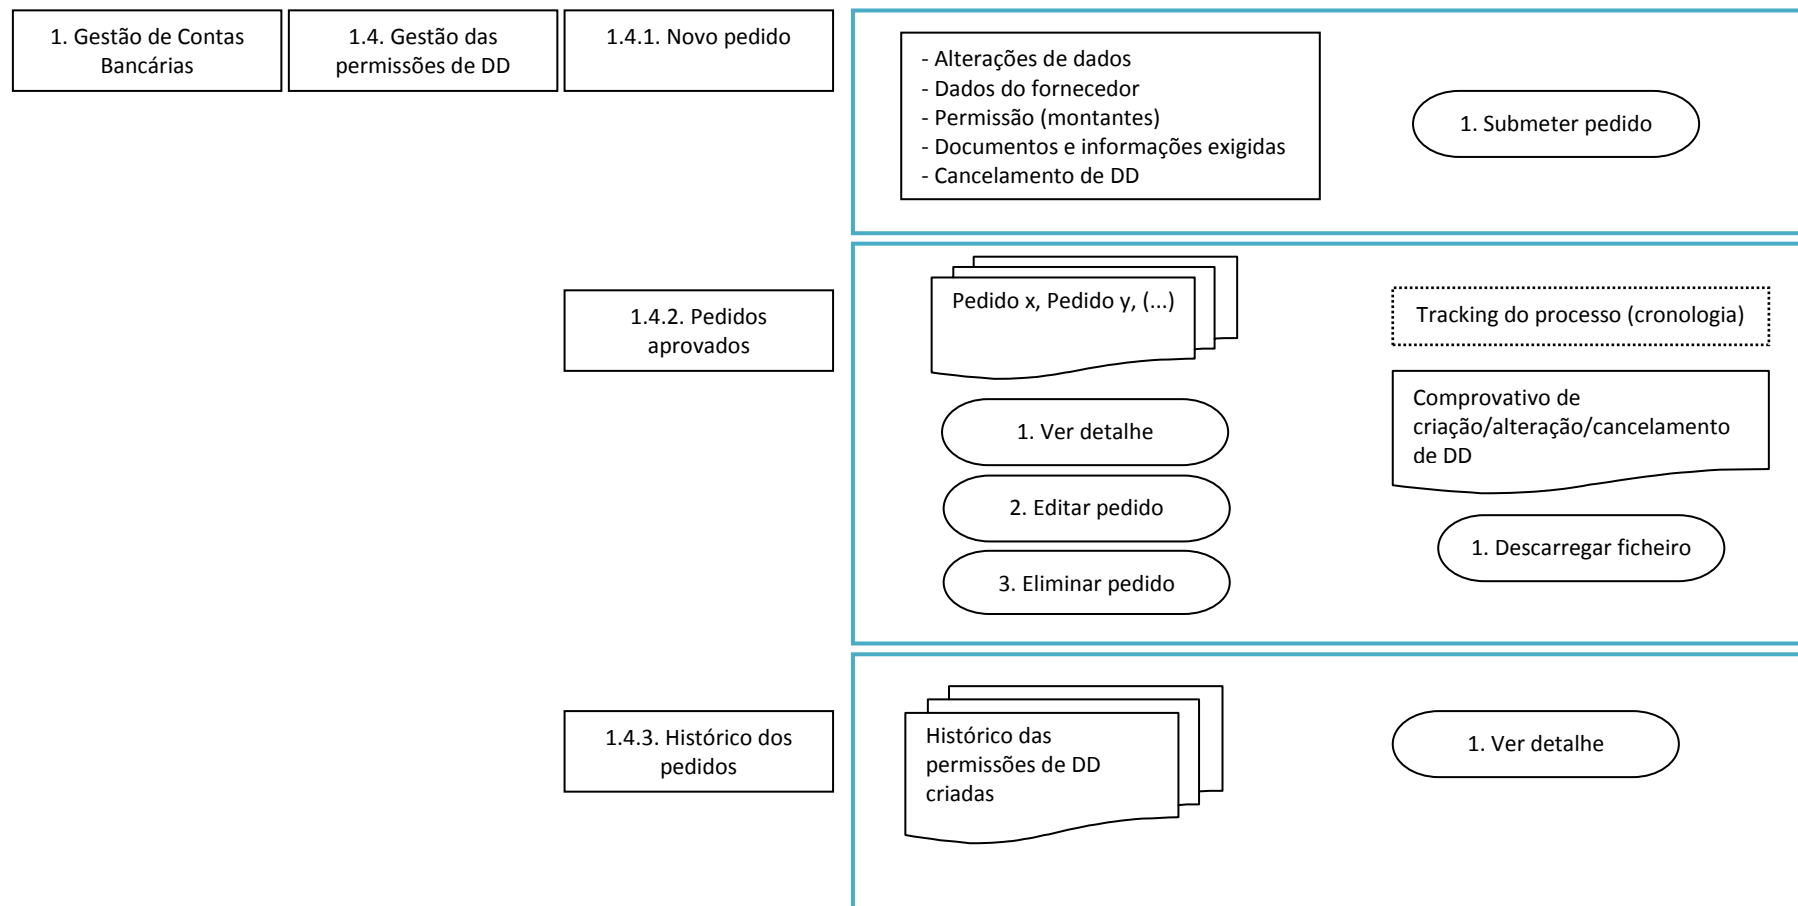 1. Gestão de Contas
Bancárias
1.4. Gestão das
permissões de DD
1.4.1. Novo pedido
- Alterações de dados
- Dados do fornecedor
- Permissão (montantes)
- Documentos e informações exigidas
- Cancelamento de DD
1. Submeter pedido
1.4.2. Pedidos
aprovados
Pedido x, Pedido y, (...)
1. Ver detalhe
2. Editar pedido
3. Eliminar pedido
Tracking do processo (cronologia)
Comprovativo de
criação/alteração/cancelamento
de DD
1. Descarregar ficheiro
1.4.3. Histórico dos
pedidos
Histórico das
permissões de DD
criadas
1. Ver detalhe